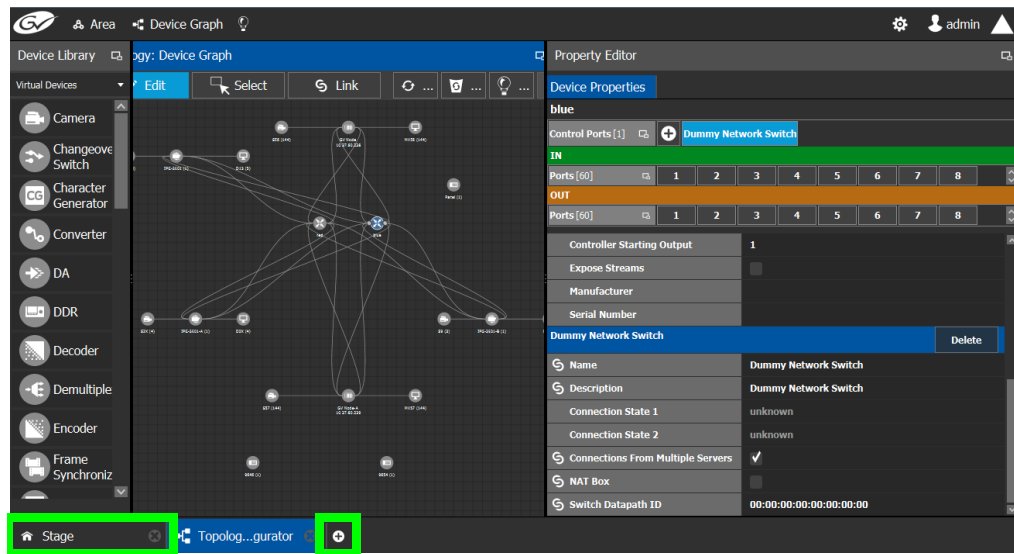 GV Area Device Graph admin
Device Library
ogy: Device Graph
Property Editor
Virtual Devices
Edit Select Link ... ... ...
Device Properties
blue
Camera
Changeove
Switch
Character
Generator
CG
Converter
DA
DDR
Decoder
Demultiple
Encoder
Frame
Synchroniz
Control Ports [1] Dummy Network Switch
IN
Ports [60] 1 2 3 4 5 6 7 8
OUT
Ports [60] 1 2 3 4 5 6 7 8
Controller Starting Output 1
Expose Streams
Manufacturer
Serial Number
Dummy Network Switch Delete
Name Dummy Network Switch
Description Dummy Network Switch
Connection State 1 unknown
Connection State 2 unknown
Connections From Multiple Servers
NAT Box
Switch Datapath ID 00:00:00:00:00:00:00:00
Panel (1)
Stage Topolog...gurator